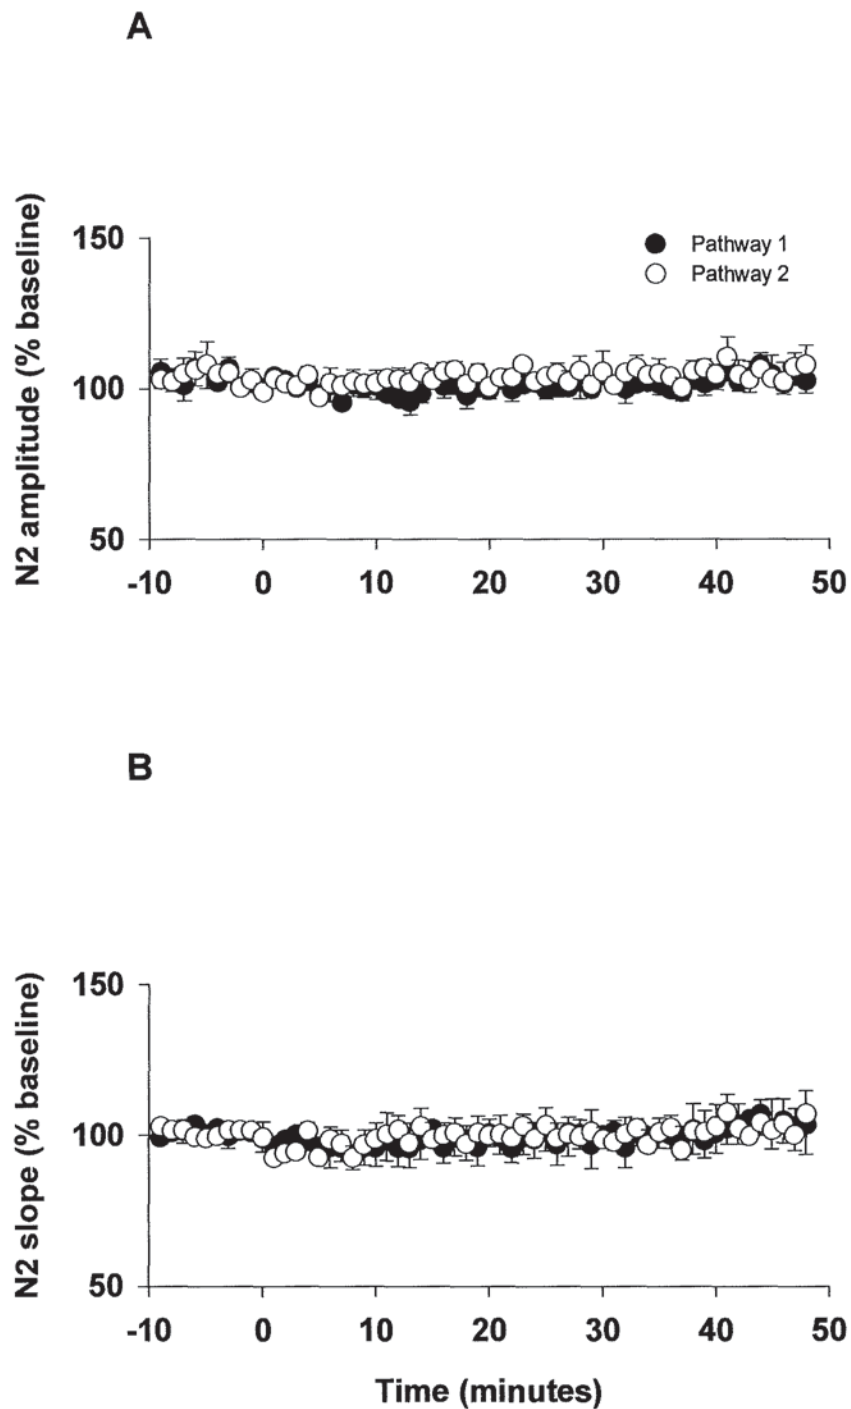 A
N2 amplitude (% baseline)
150
100
50
Pathway 1
Pathway 2
-10 0 10 20 30 40 50
B
N2 slope (% baseline)
150
100
50
-10 0 10 20 30 40 50
Time (minutes)